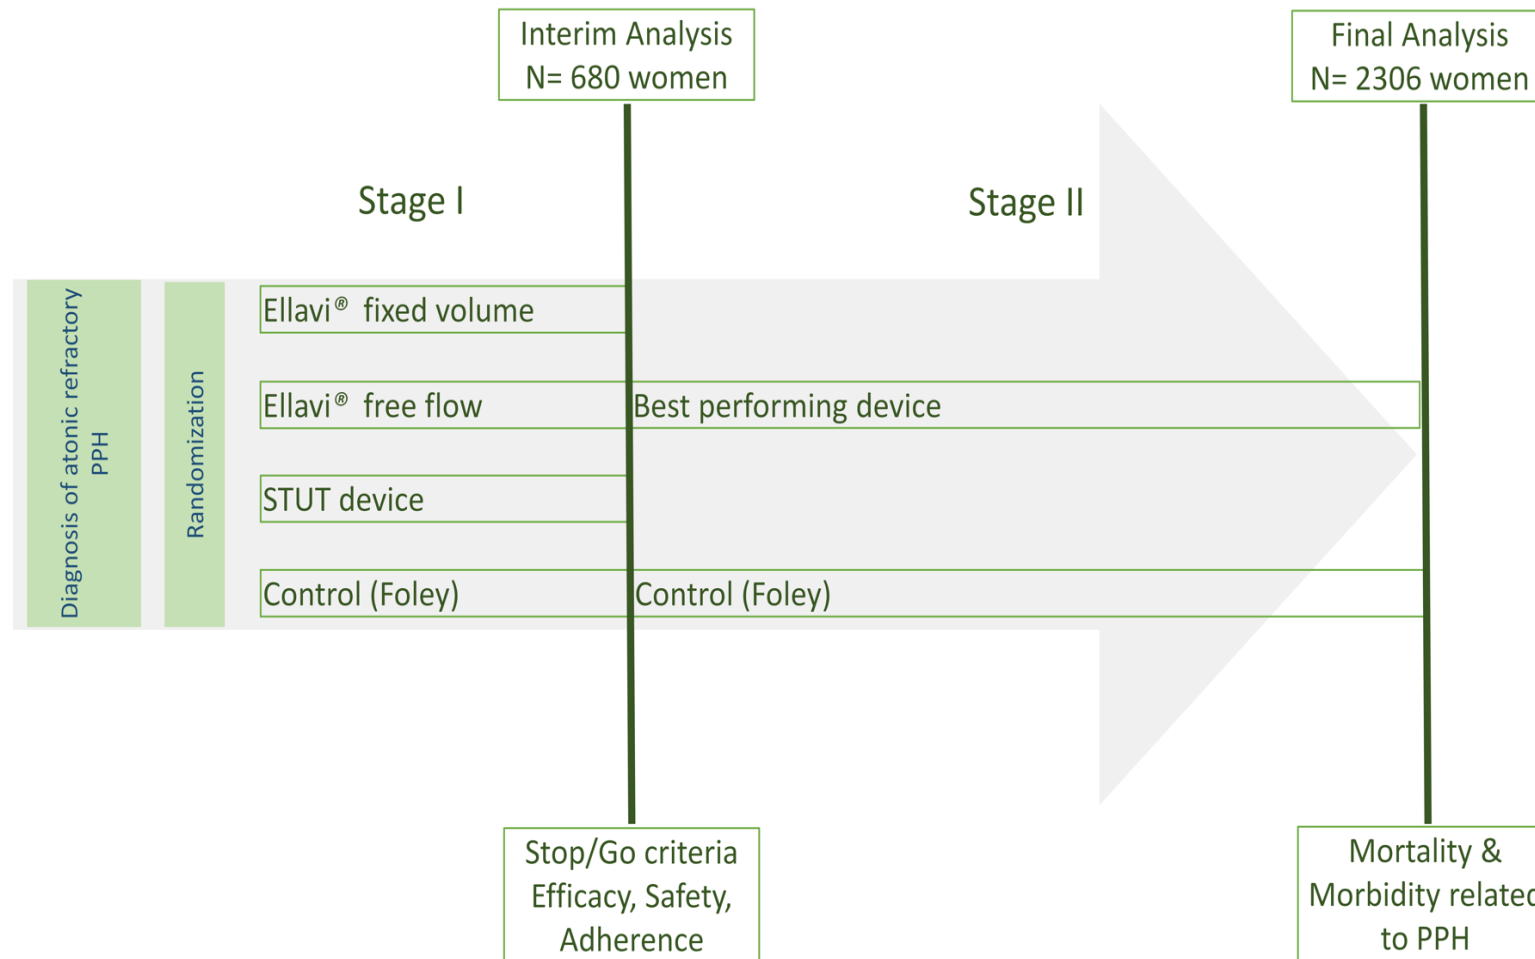 Interim Analysis
N= 680 women
Final Analysis
N= 2306 women
Stage I
Stage II
Diagnosis of atonic refractory
PPH
Randomization
Ellavi® fixed volume
Ellavi® free flow
Best performing device
STUT device
Control (Foley)
Control (Foley)
Stop/Go criteria
Efficacy, Safety,
Adherence
Mortality &
Morbidity related
to PPH